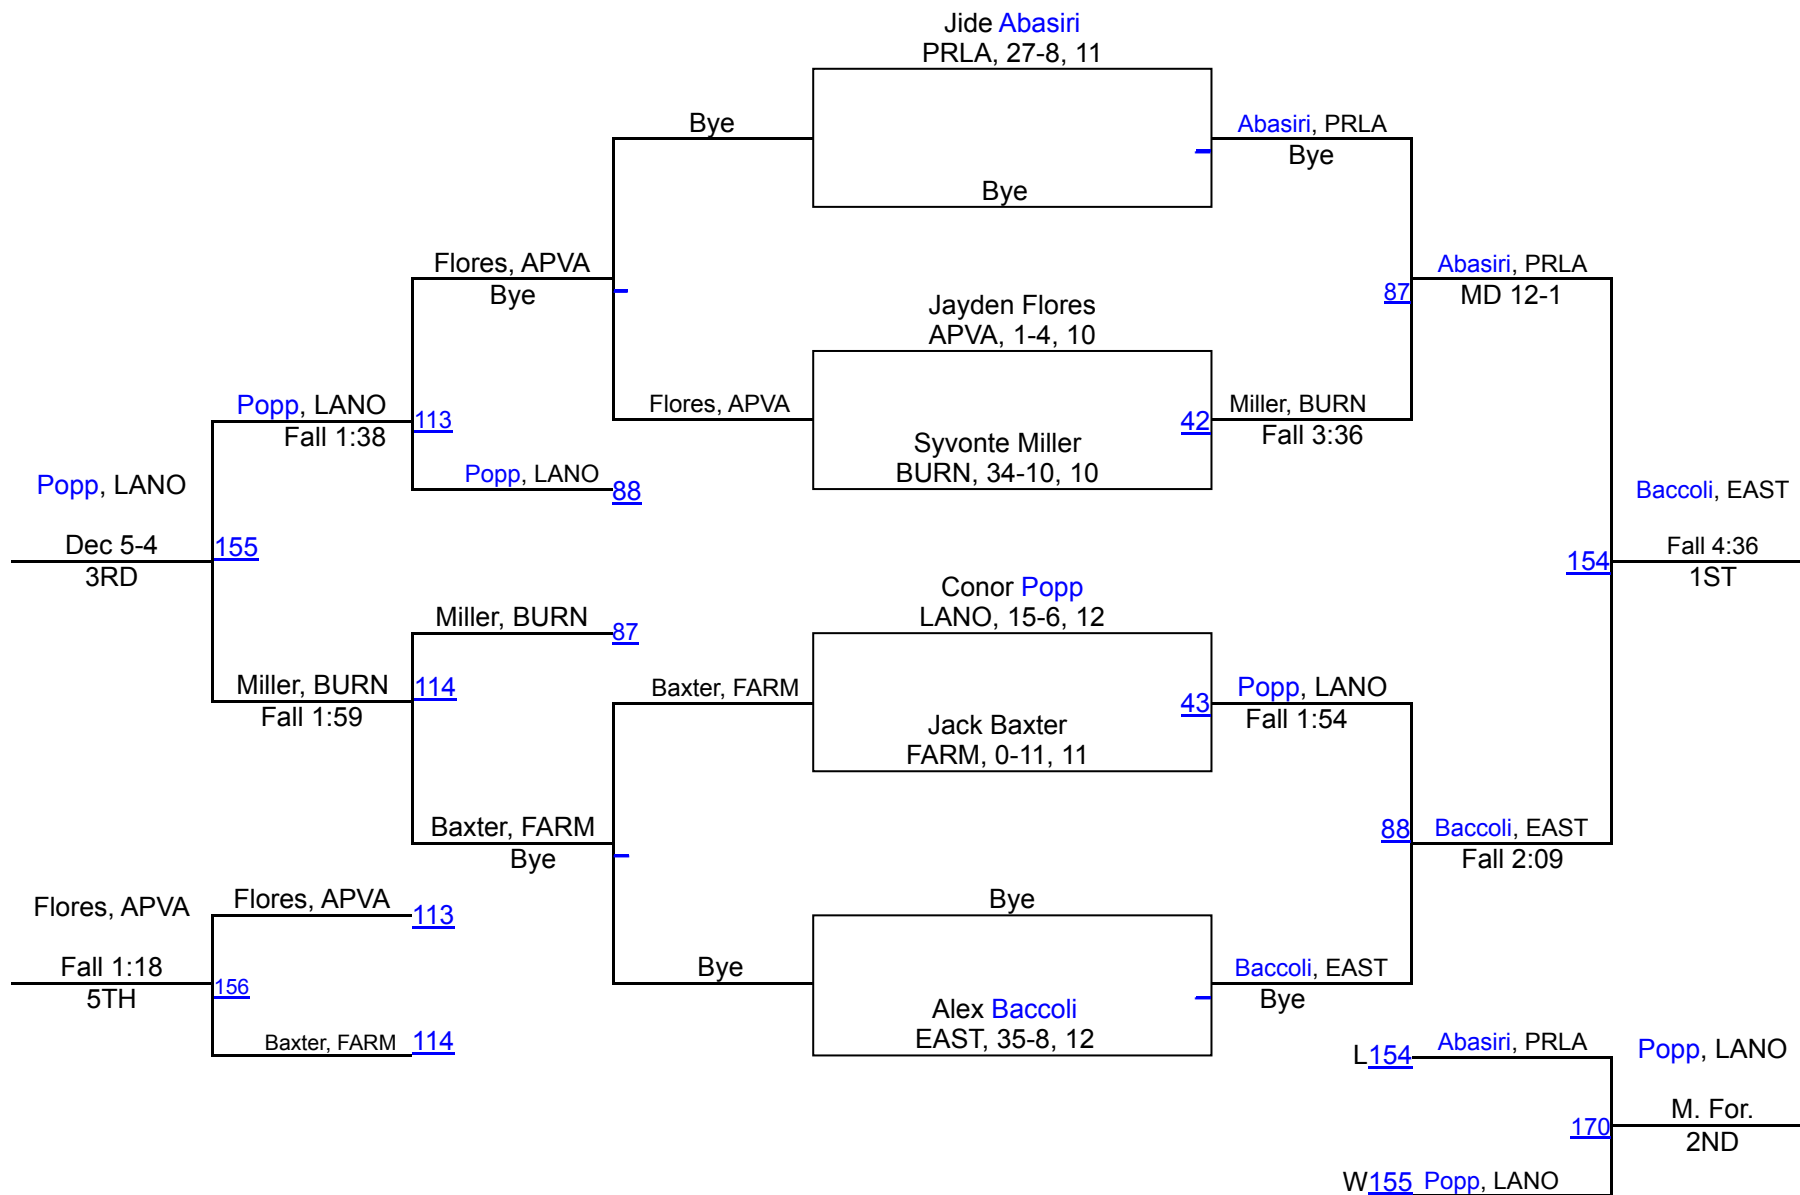 Jide Abasiri
PRLA, 27-8, 11
Bye
Abasiri, PRLA
Bye
Bye
Flores, APVA
Bye
Abasiri, PRLA
87
MD 12-1
Jayden Flores
APVA, 1-4, 10
Popp, LANO
113
Fall 1:38
Flores, APVA
Miller, BURN
42
Fall 3:36
Syvonte Miller
BURN, 34-10, 10
Popp, LANO
88
Popp, LANO
Dec 5-4
155
3RD
Baccoli, EAST
Fall 4:36
154
1ST
Conor Popp
LANO, 15-6, 12
Miller, BURN
87
Miller, BURN
114
Fall 1:59
Baxter, FARM
Popp, LANO
43
Fall 1:54
Jack Baxter
FARM, 0-11, 11
Baxter, FARM
Bye
88
Baccoli, EAST
Fall 2:09
Flores, APVA
Flores, APVA
113
Bye
Fall 1:18
156
5TH
Bye
Baccoli, EAST
Bye
Alex Baccoli
EAST, 35-8, 12
Baxter, FARM
114
L154
Abasiri, PRLA
Popp, LANO
M. For.
170
2ND
W155
Popp, LANO